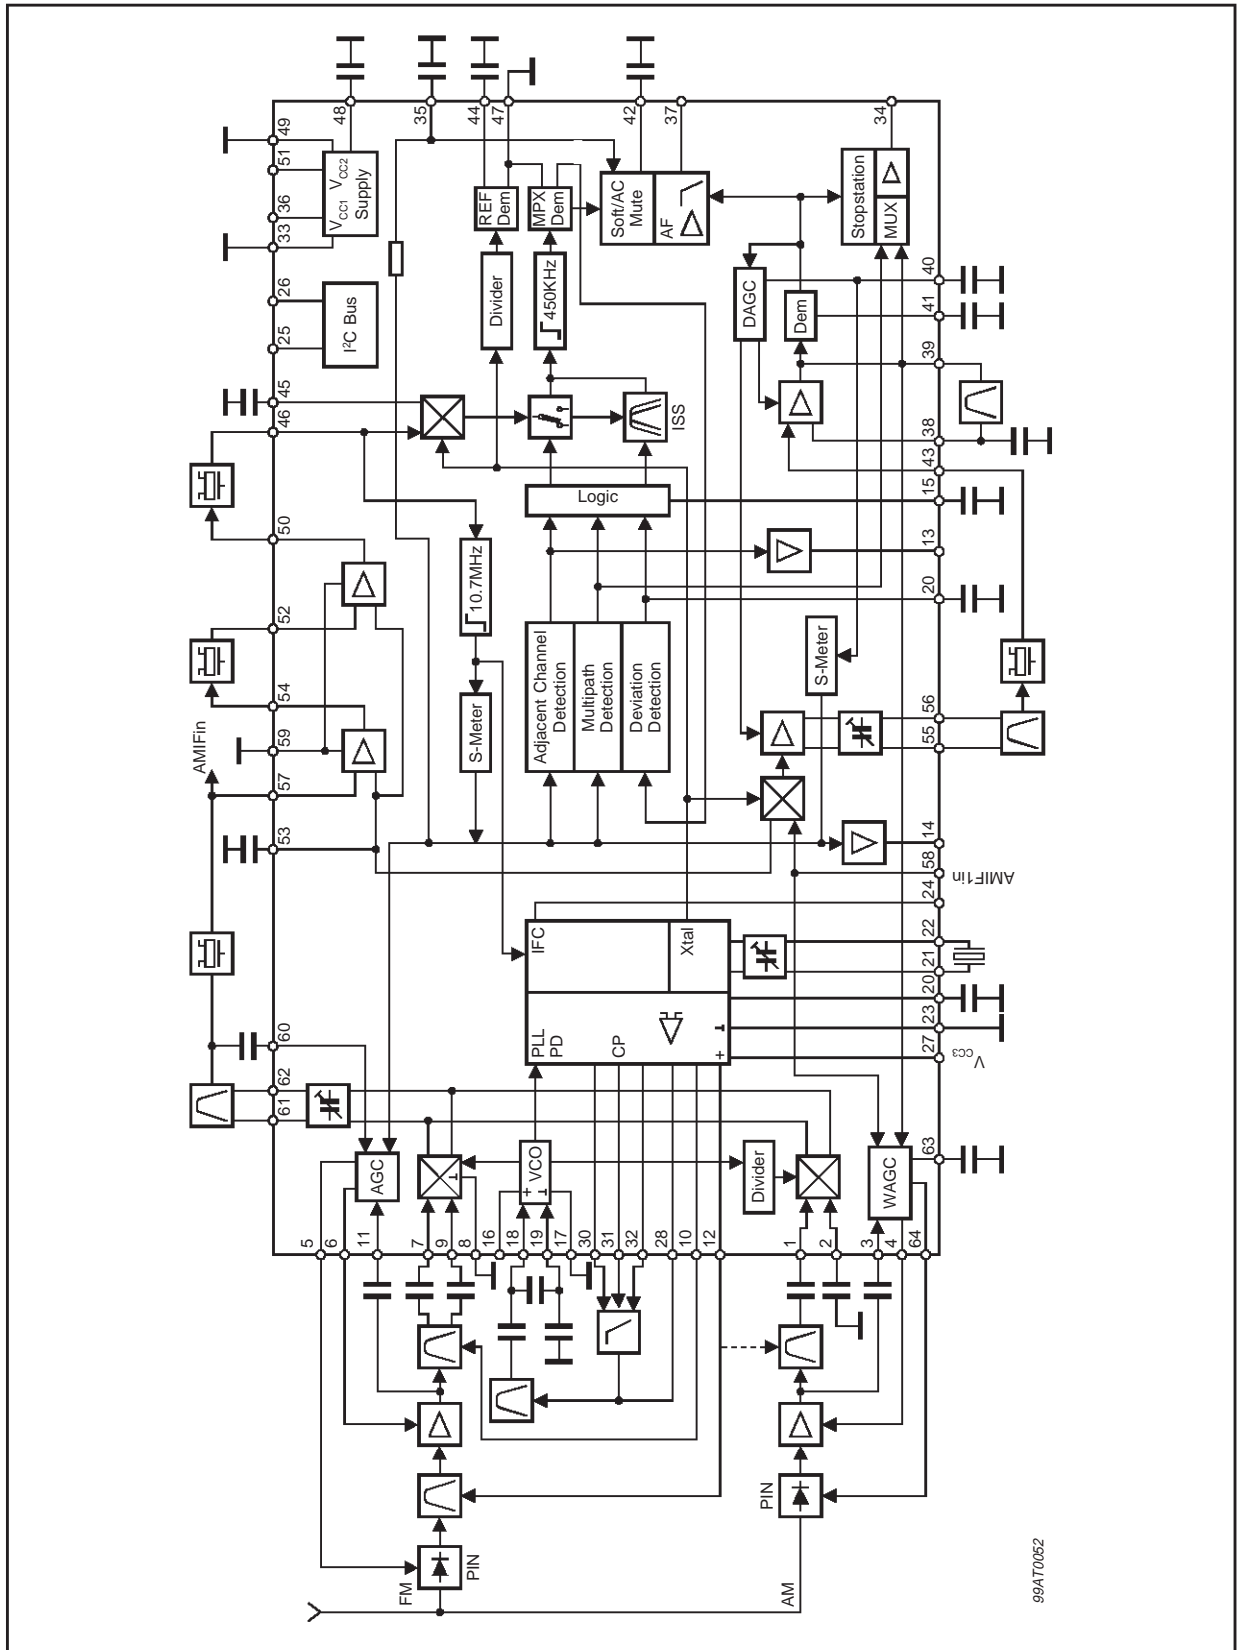 48
35
44
47
42
37
34
49
51
36
33
26
25
45
46
50
52
54
59
57
53
60
62
61
VCC1 VCC2
Supply
I2C Bus
REF
Dem
MPX
Dem
Soft/AC
Mute
AF
Stopstation
MUX
Divider
450KHz
DAGC
Dem
40
41
39
38
43
15
13
20
56
55
14
58
AMIF1in
24
22
21
20
23
27
VCC3
63
ISS
Logic
10.7MHz
S-Meter
Adjacent Channel
Detection
Multipath
Detection
Deviation
Detection
S-Meter
AMIFin
IFC
Xtal
PLL
PD
CP
+
AGC
VCO
+
Divider
WAGC
5
6
11
7
9
8
16
18
19
17
30
31
32
28
10
12
1
2
3
4
64
FM
PIN
AM
PIN
99AT0052